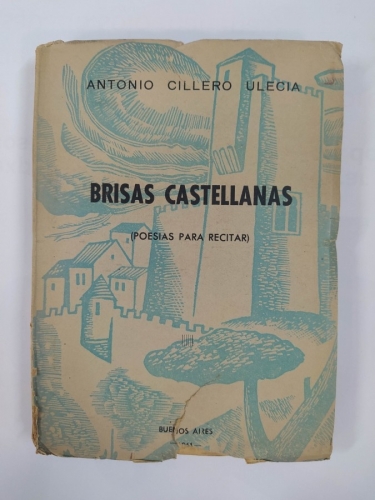 ANTONIO CILLERO ULECIA
BRISAS CASTELLANAS
(POESIAS PARA RECITAR)
BUENOS AIRES